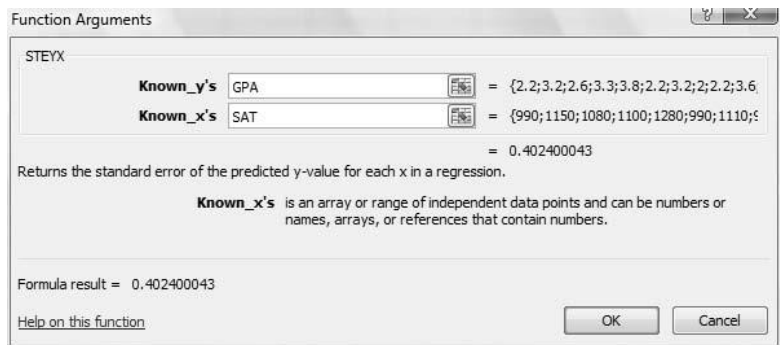 Function Arguments
STEYX
Known_y's GPA = {2.2;3.2;2.6;3.3;3.8;2.2;3.2;2;2.2;3.6;
Known_x's SAT = {990;1150;1080;1100;1280;990;1110;9
= 0.402400043
Returns the standard error of the predicted y-value for each x in a regression.
Known_x's is an array or range of independent data points and can be numbers or
names, arrays, or references that contain numbers.
Formula result = 0.402400043
Help on this function OK Cancel